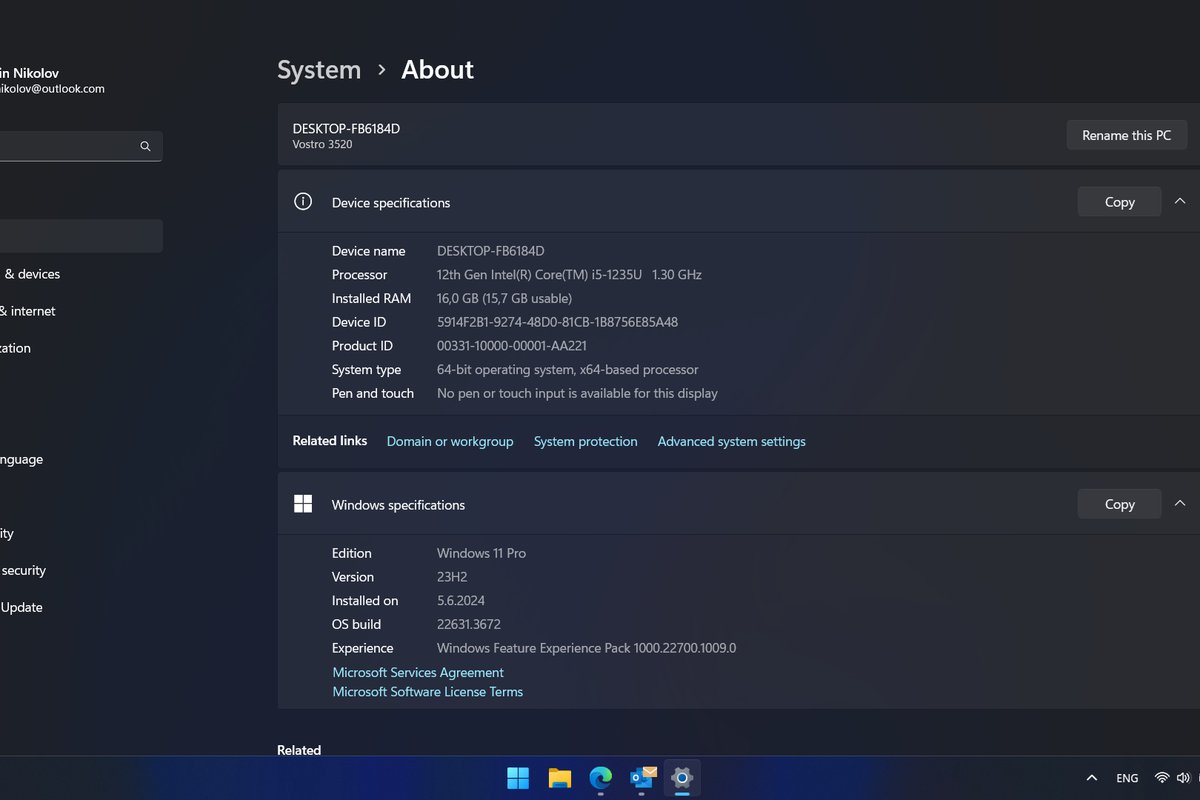 in Nikolov
ikolov@outlook.com
System > About
DESKTOP-FB6184D
Vostro 3520
Rename this PC
Device specifications
Copy
Device name DESKTOP-FB6184D
Processor 12th Gen Intel(R) Core(TM) i5-1235U 1.30 GHz
Installed RAM 16,0 GB (15,7 GB usable)
Device ID 5914F2B1-9274-48D0-81CB-1B8756E85A48
Product ID 00331-10000-00001-AA221
System type 64-bit operating system, x64-based processor
Pen and touch No pen or touch input is available for this display
Related links Domain or workgroup System protection Advanced system settings
Windows specifications
Copy
Edition Windows 11 Pro
Version 23H2
Installed on 5.6.2024
OS build 22631.3672
Experience Windows Feature Experience Pack 1000.22700.1009.0
Microsoft Services Agreement
Microsoft Software License Terms
Related
& devices
& internet
zation
nguage
ity
security
Update
ENG